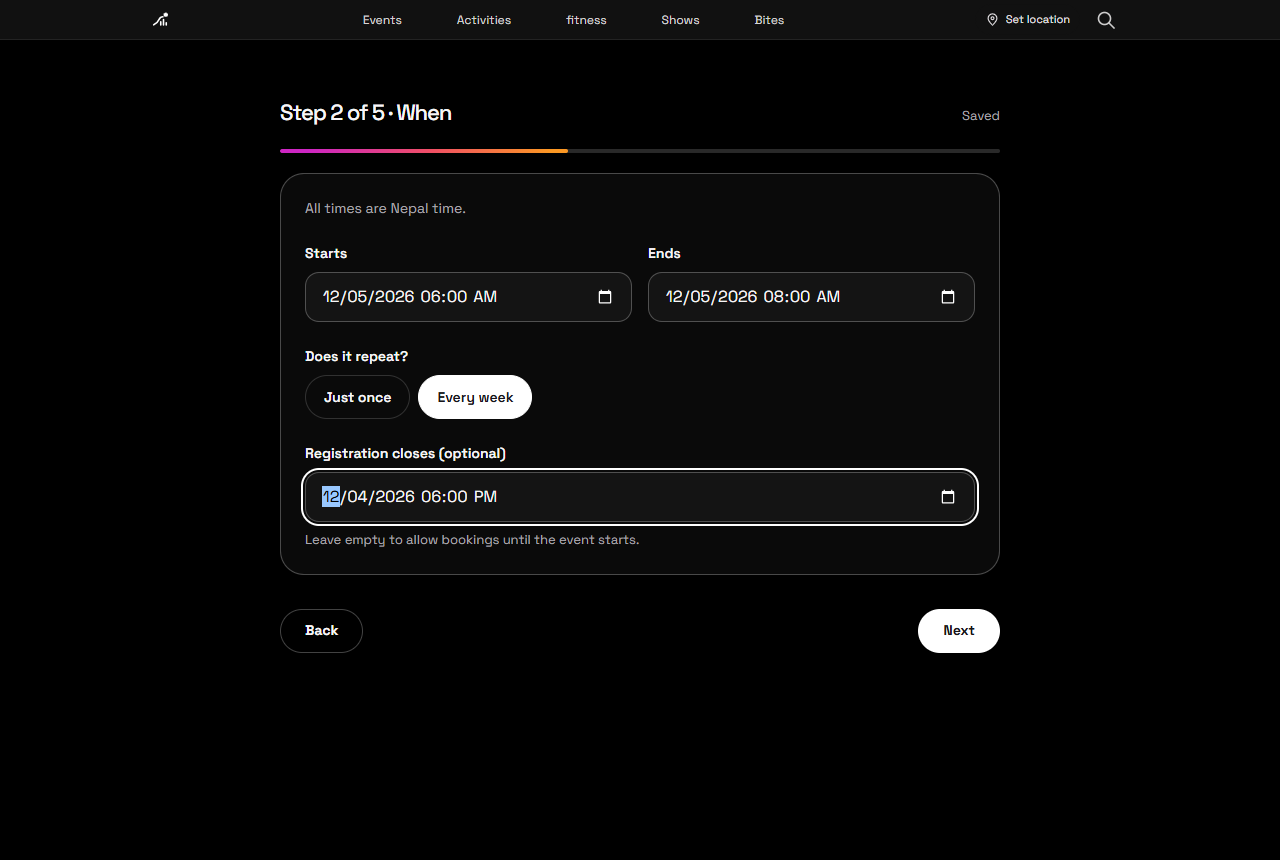 Events Activities fitness Shows Bites Set location
Step 2 of 5 · When
Saved
All times are Nepal time.
Starts Ends
12/05/2026 06:00 AM 12/05/2026 08:00 AM
Does it repeat?
Just once Every week
Registration closes (optional)
12/04/2026 06:00 PM
Leave empty to allow bookings until the event starts.
Back Next